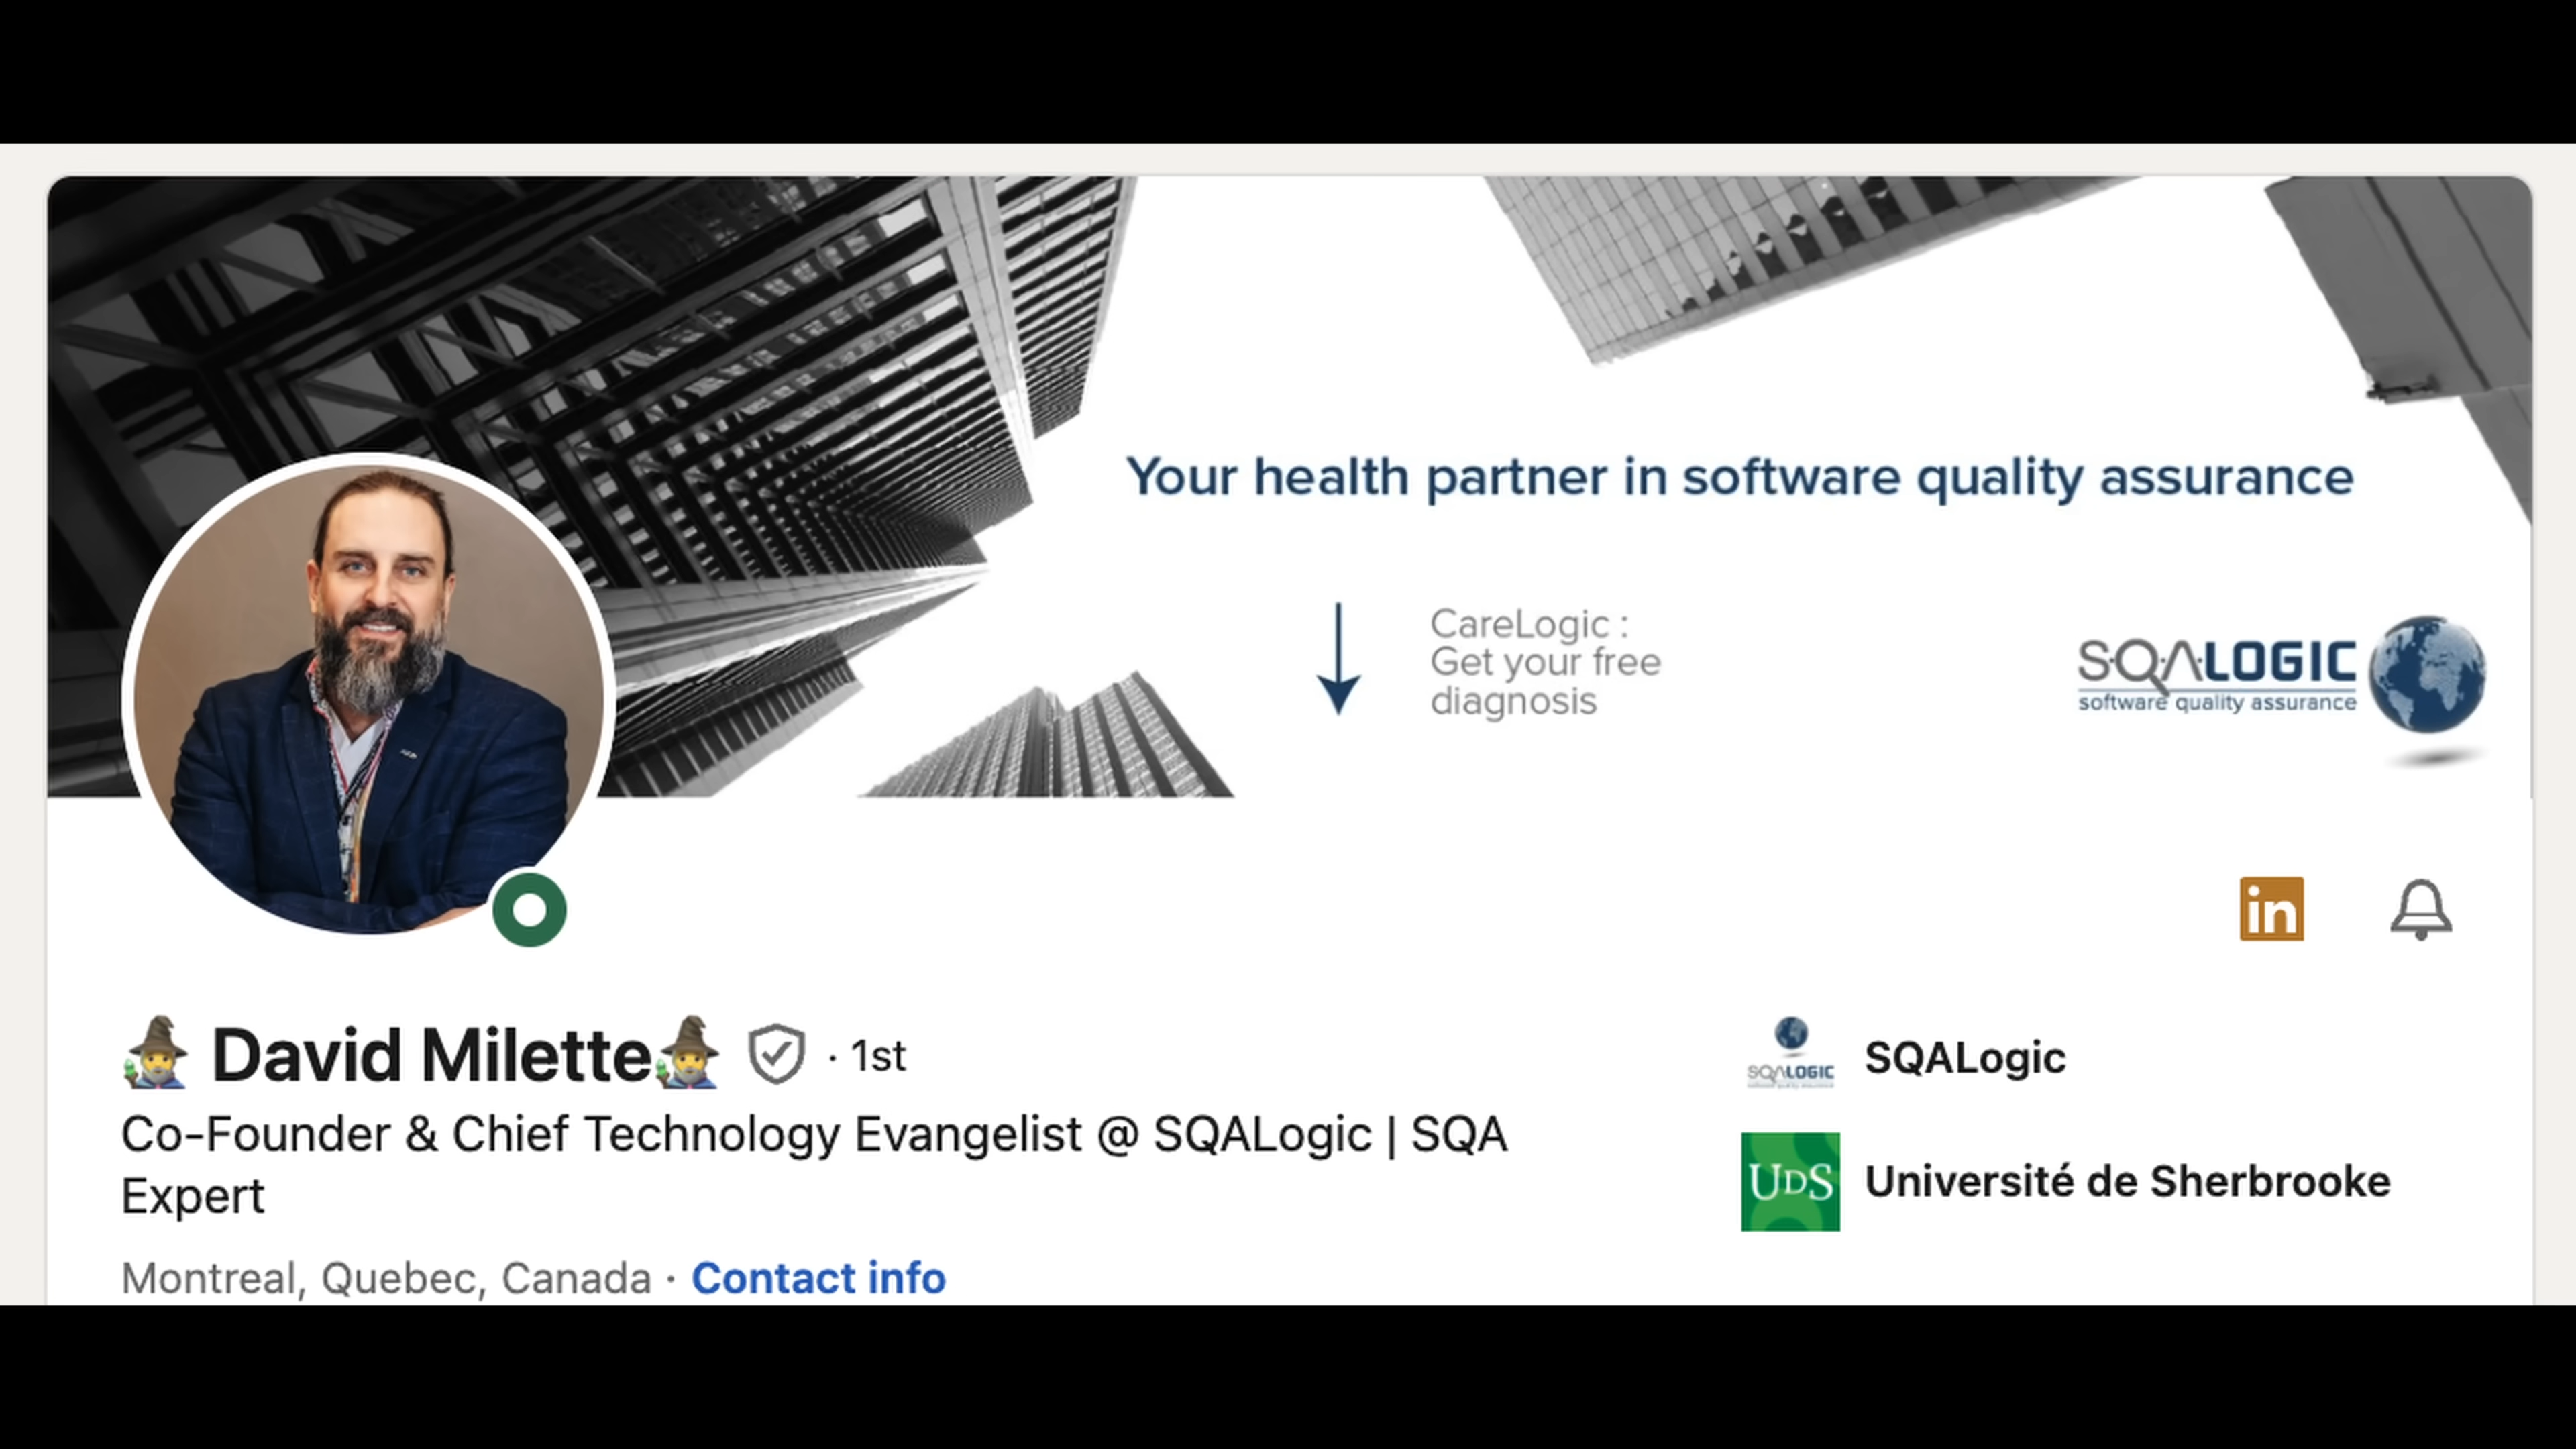 Your health partner in software quality assurance
CareLogic :
Get your free
diagnosis
SQALOGIC
software quality assurance
in
David Milette · 1st
Co-Founder & Chief Technology Evangelist @ SQALogic | SQA
Expert
Montreal, Quebec, Canada · Contact info
SQALOGIC
SQALogic
UDS
Université de Sherbrooke